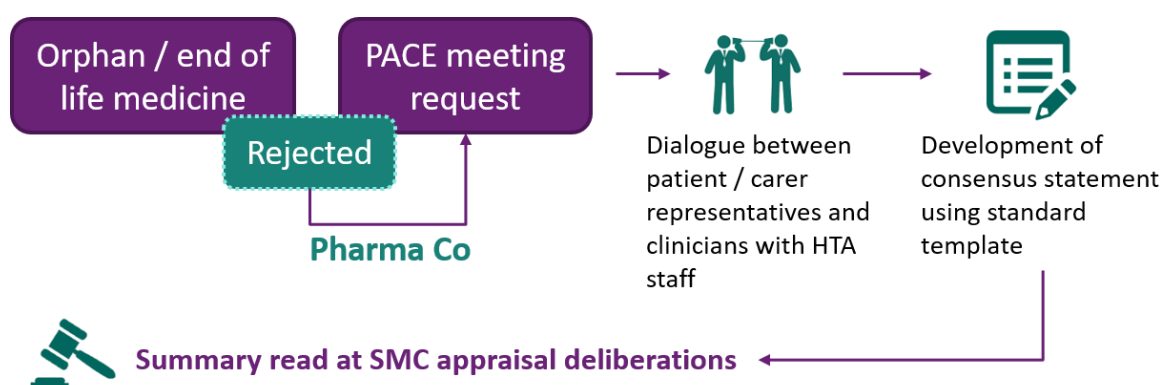 Orphan / end of
life medicine
PACE meeting
request
Rejected
Pharma Co
Dialogue between
patient / carer
representatives and
clinicians with HTA
staff
Development of
consensus statement
using standard
template
Summary read at SMC appraisal deliberations